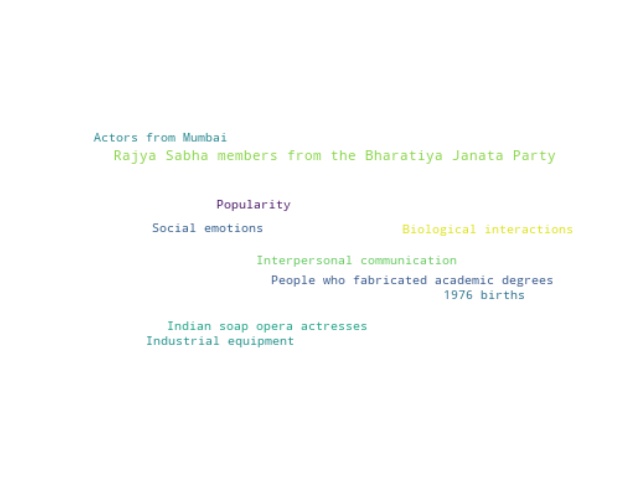 Actors from Mumbai
Rajya Sabha members from the Bharatiya Janata Party
Popularity
Social emotions
Biological interactions
Interpersonal communication
People who fabricated academic degrees
1976 births
Indian soap opera actresses
Industrial equipment